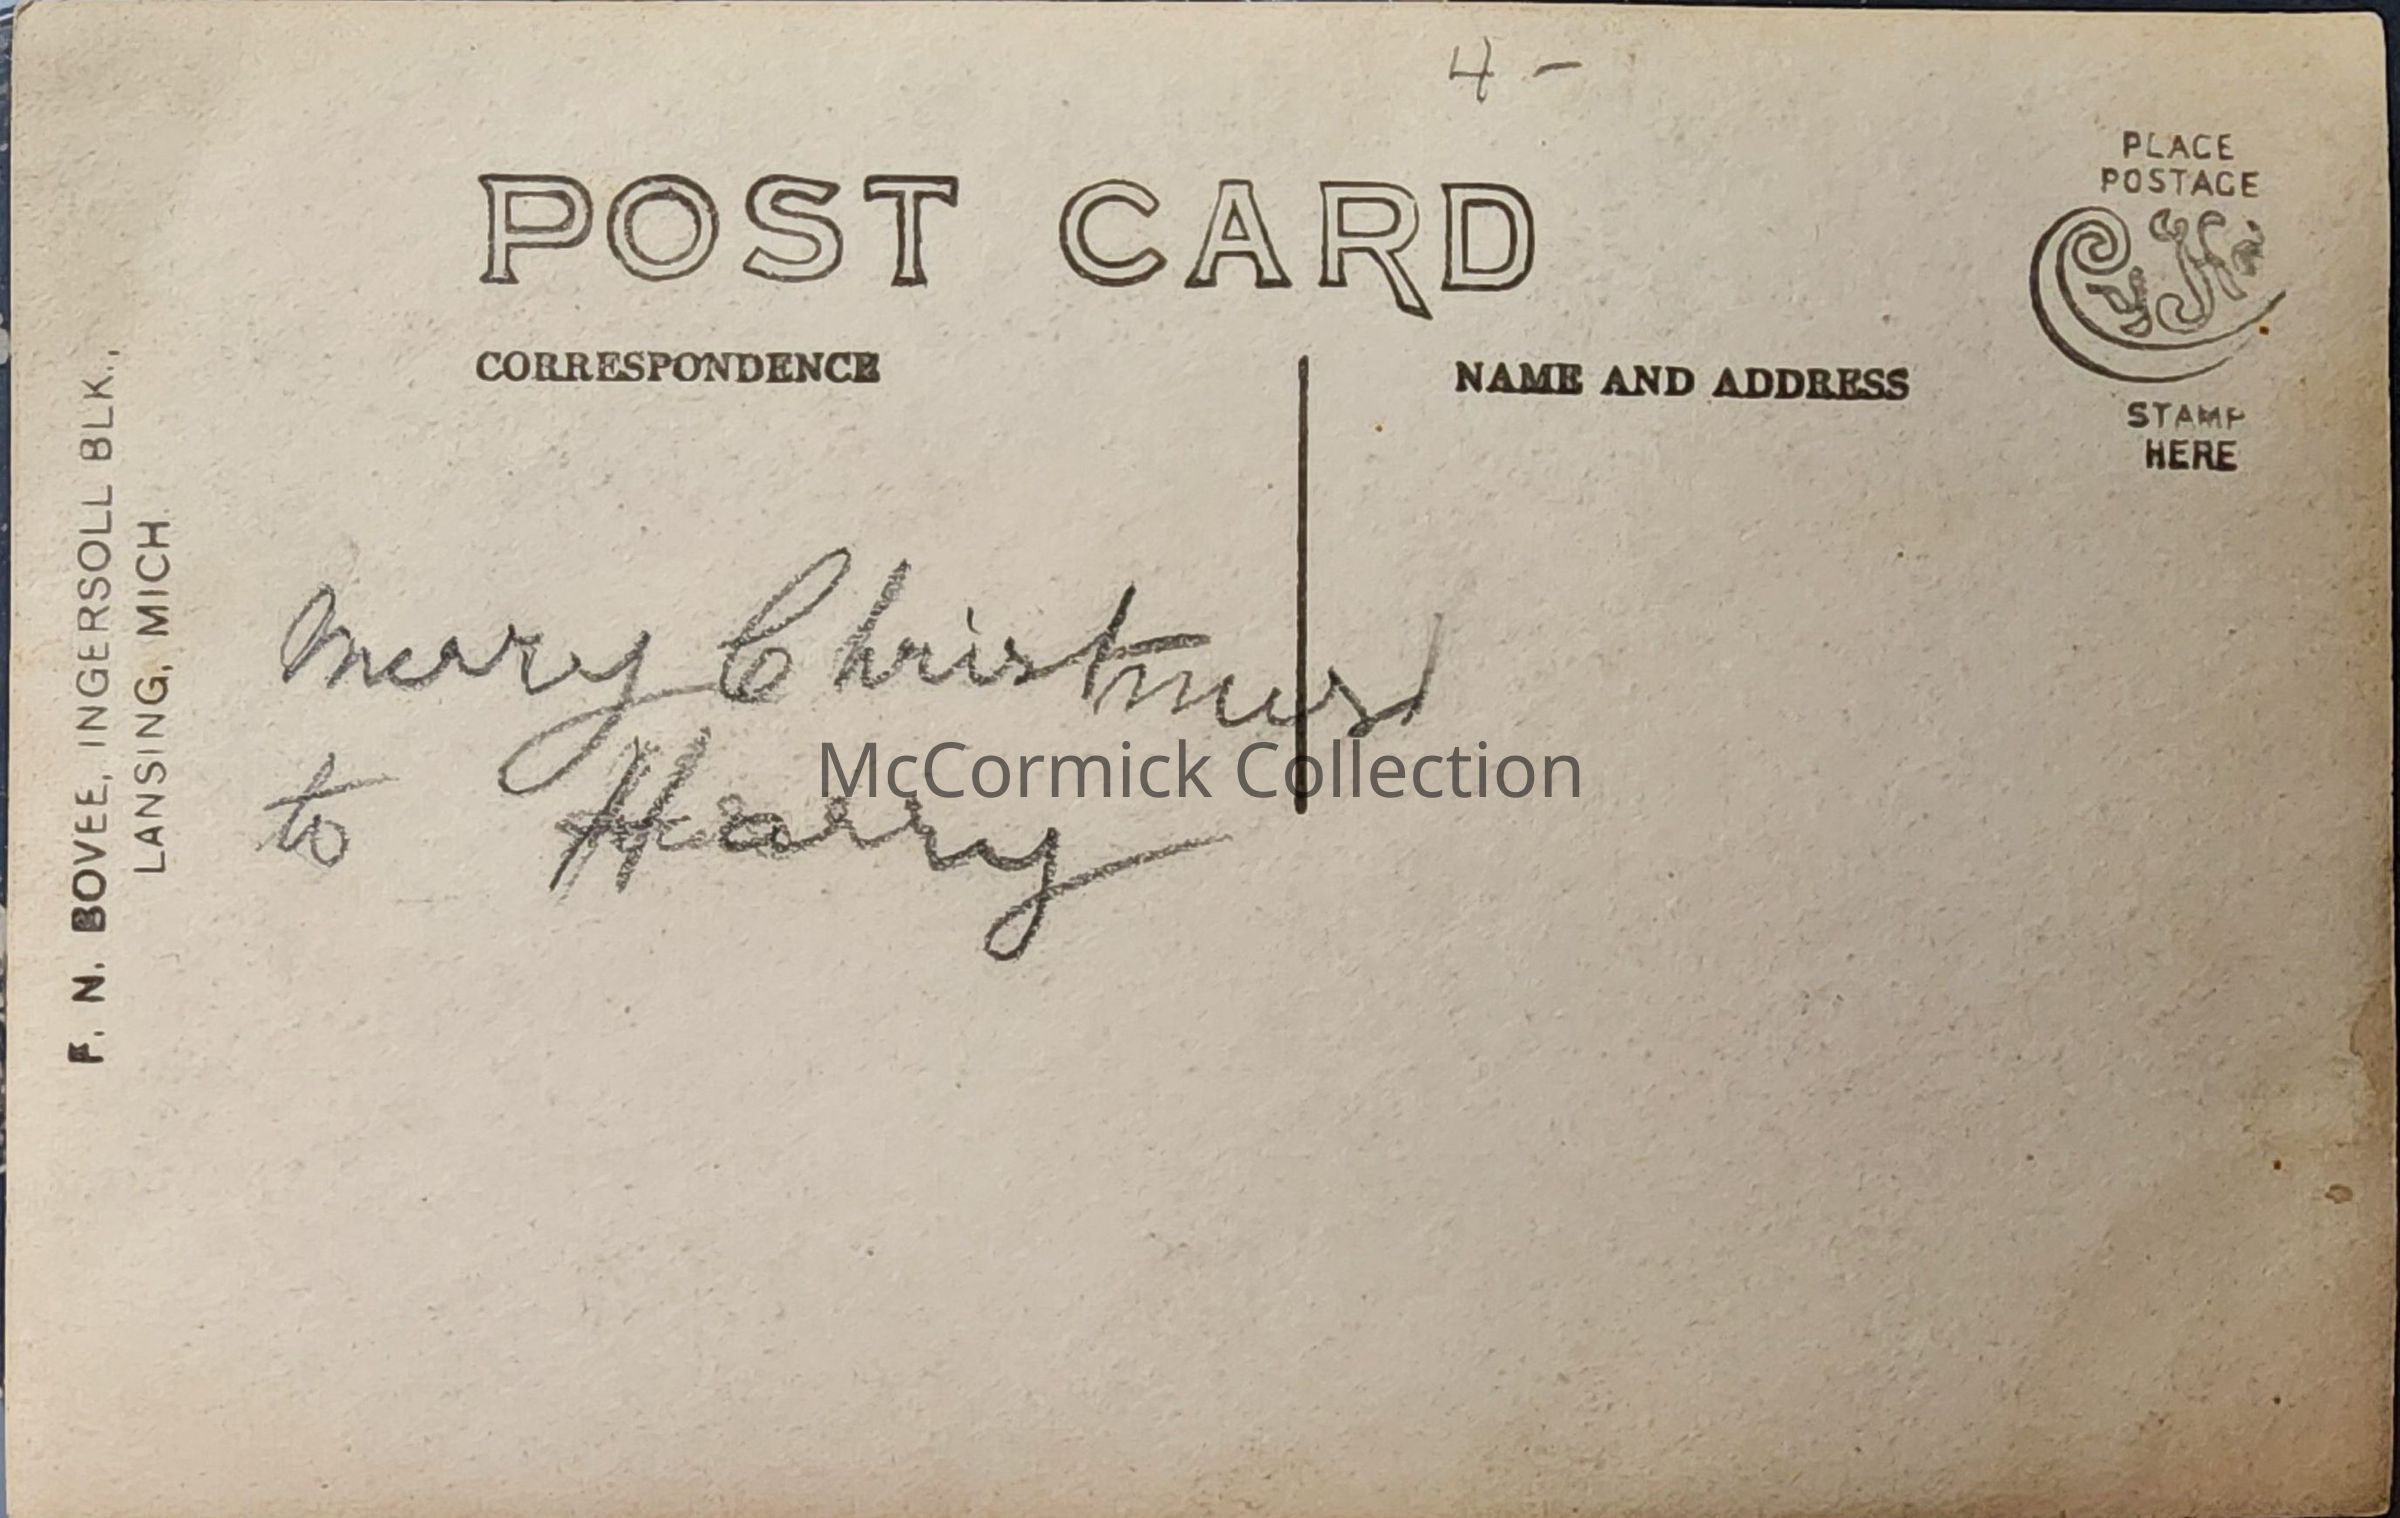 4 -
POST CARD
PLACE
POSTAGE
STAMP
HERE
CORRESPONDENCE
NAME AND ADDRESS
F. N. BOVEE, INGERSOLL BLK.,
LANSING, MICH.
Merry Christmas
to Harry
McCormick Collection